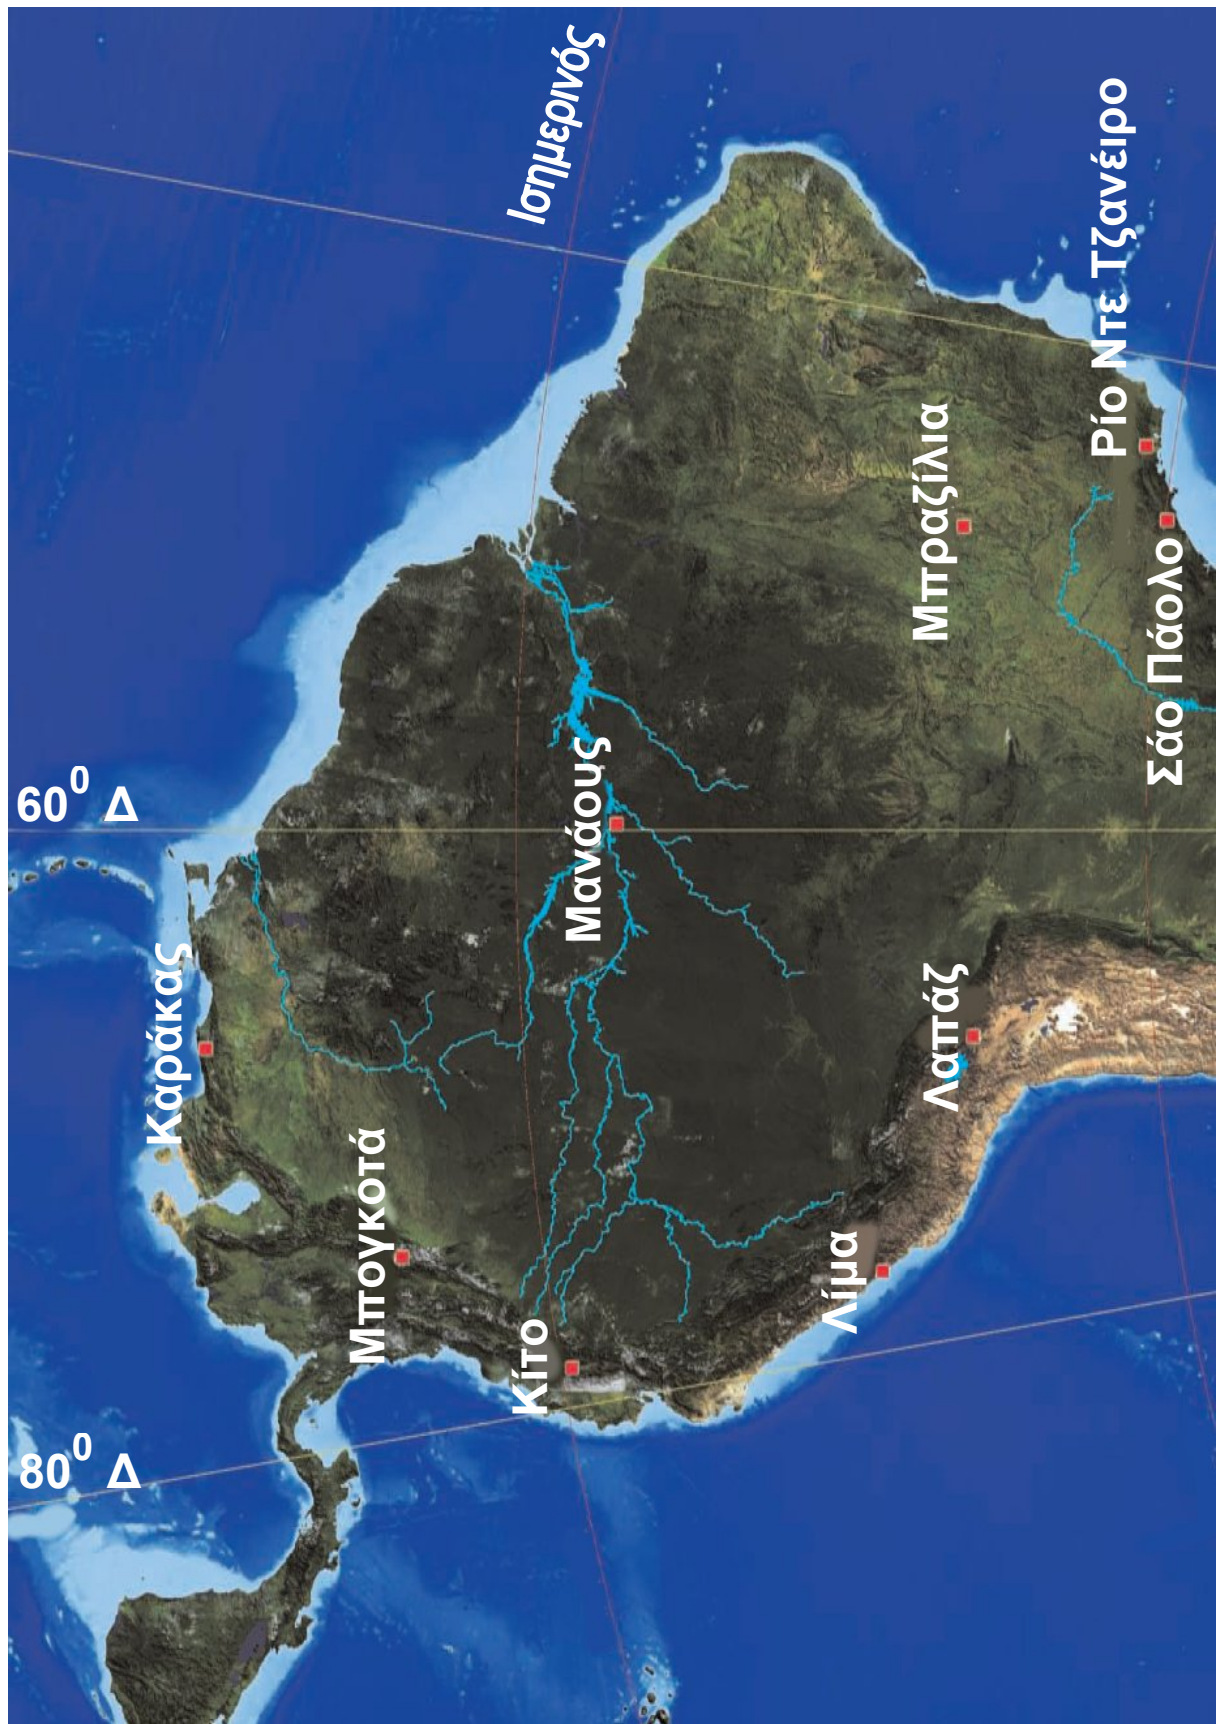 Ισημερινός
60⁰ Δ
80⁰ Δ
Καράκας
Μπογκοτά
Κίτο
Μανάους
Λίμα
Λαπάζ
Μπραζίλια
Ρίο Ντε Τζανέιρο
Σάο Πάολο